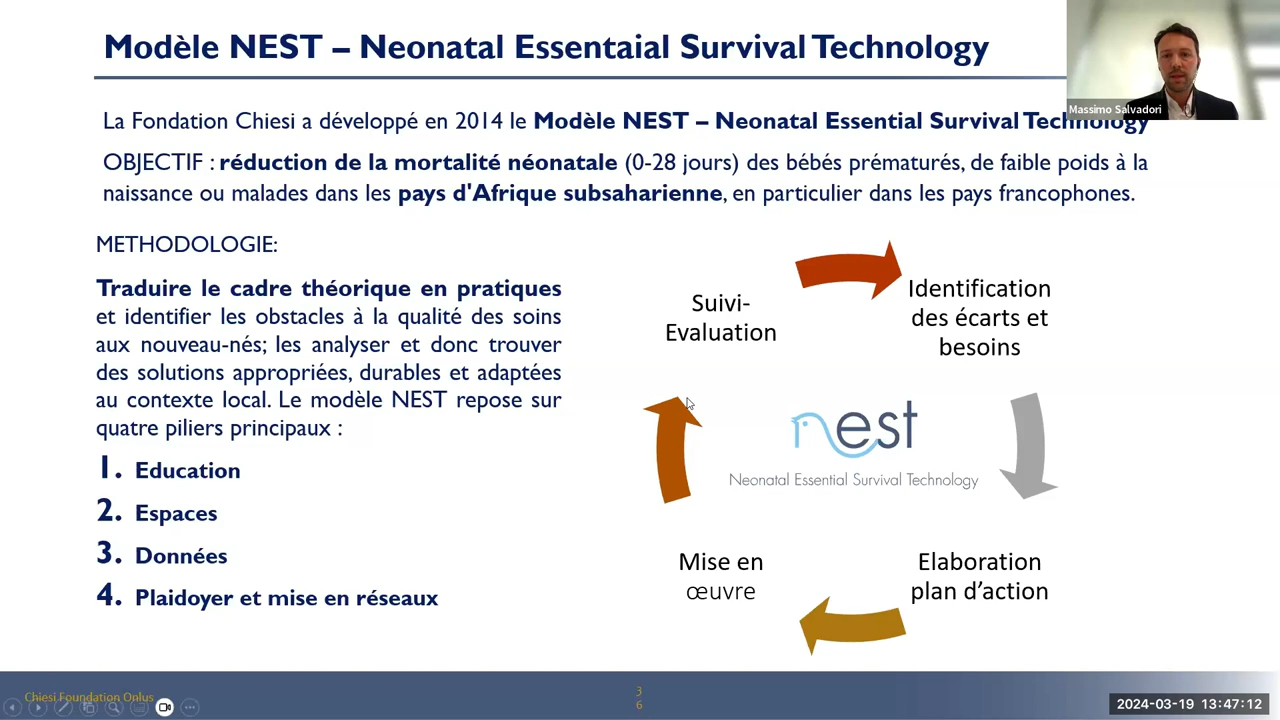 Modèle NEST – Neonatal Essentaial Survival Technology
Massimo Salvadori
La Fondation Chiesi a développé en 2014 le Modèle NEST – Neonatal Essential Survival Technology
OBJECTIF : réduction de la mortalité néonatale (0-28 jours) des bébés prématurés, de faible poids à la
naissance ou malades dans les pays d'Afrique subsaharienne, en particulier dans les pays francophones.
METHODOLOGIE:
Traduire le cadre théorique en pratiques
et identifier les obstacles à la qualité des soins
aux nouveau-nés; les analyser et donc trouver
des solutions appropriées, durables et adaptées
au contexte local. Le modèle NEST repose sur
quatre piliers principaux :
1. Education
2. Espaces
3. Données
4. Plaidoyer et mise en réseaux
Suivi-
Evaluation
Identification
des écarts et
besoins
nest
Neonatal Essential Survival Technology
Mise en
œuvre
Elaboration
plan d’action
Chiesi Foundation Onlus
3
6
2024-03-19 13:47:12